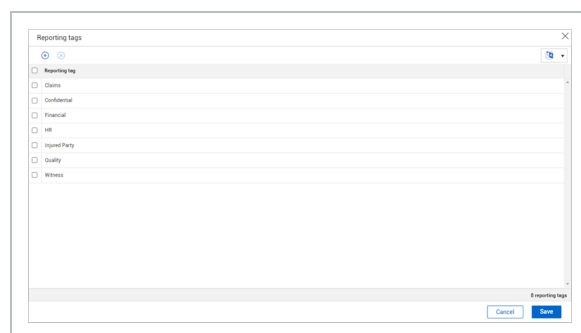 Reporting tags
Reporting tag
Claims
Confidential
Financial
HR
Injured Party
Quality
Witness
8 reporting tags
Cancel
Save